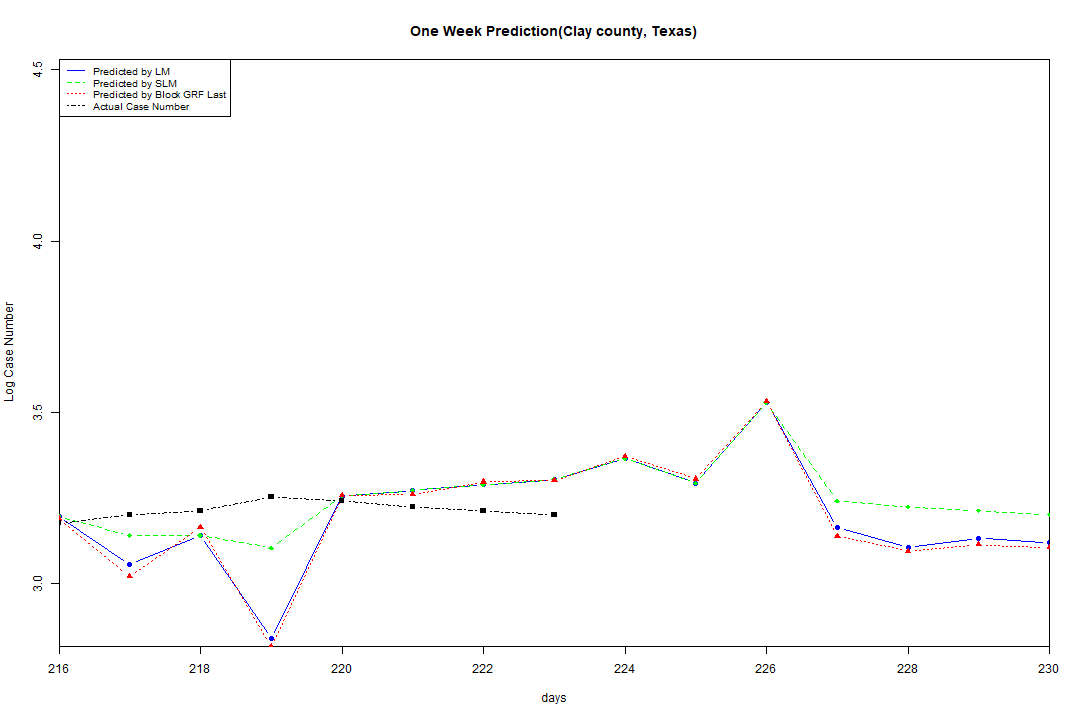 One Week Prediction(Clay county, Texas)
Predicted by LM
Predicted by SLM
Predicted by Block GRF Last
Actual Case Number
4.5
4.0
3.5
3.0
Log Case Number
216 218 220 222 224 226 228 230
days